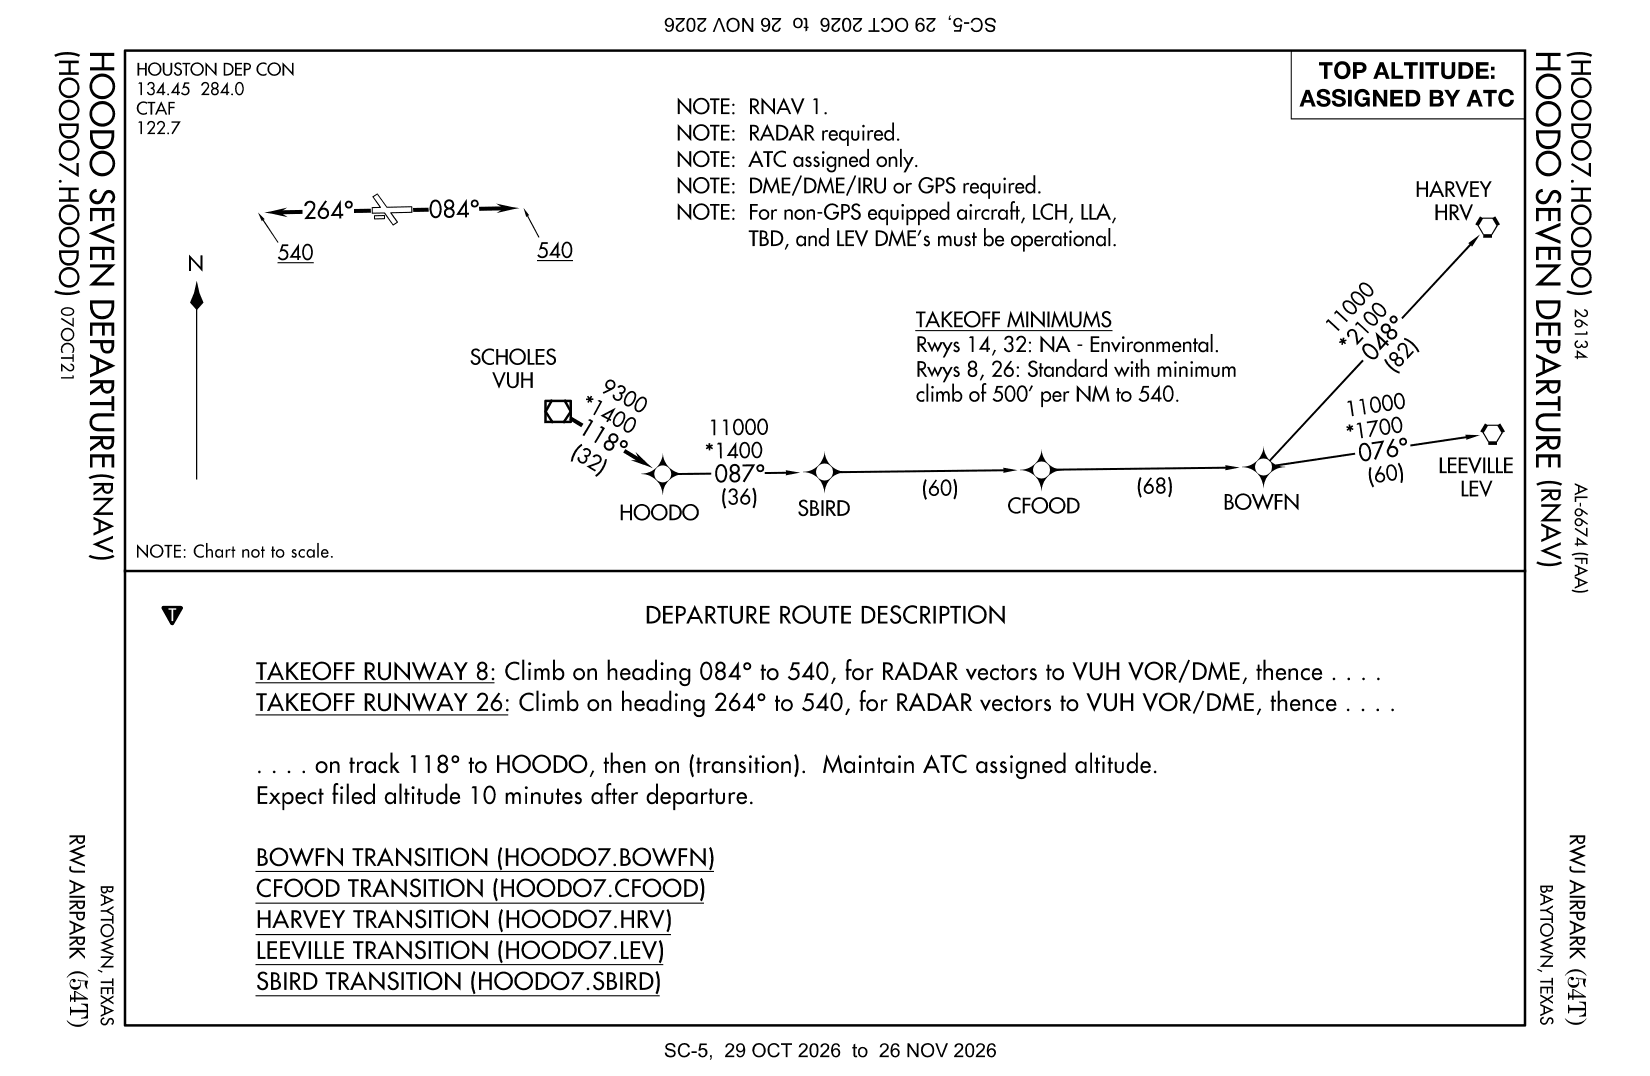 SC-5, 29 OCT 2026 to 26 NOV 2026
(HOODO7.HOODO) 07OCT21
HOODO SEVEN DEPARTURE (RNAV)
RWJ AIRPARK (54T)
BAYTOWN, TEXAS
HOUSTON DEP CON
134.45 284.0
CTAF
122.7
NOTE: RNAV 1.
NOTE: RADAR required.
NOTE: ATC assigned only.
NOTE: DME/DME/IRU or GPS required.
NOTE: For non-GPS equipped aircraft, LCH, LLA,
TBD, and LEV DME's must be operational.
TOP ALTITUDE:
ASSIGNED BY ATC
264°
084°
540
540
N
HARVEY
HRV
TAKEOFF MINIMUMS
Rwys 14, 32: NA - Environmental.
Rwys 8, 26: Standard with minimum
climb of 500' per NM to 540.
11000
*2100
048°
(82)
SCHOLES
VUH
9300
*1400
118°
(32)
11000
*1400
087°
(36)
(60)
(68)
11000
*1700
076°
(60)
HOODO
SBIRD
CFOOD
BOWFN
LEEVILLE
LEV
NOTE: Chart not to scale.
T
DEPARTURE ROUTE DESCRIPTION
TAKEOFF RUNWAY 8: Climb on heading 084° to 540, for RADAR vectors to VUH VOR/DME, thence . . . .
TAKEOFF RUNWAY 26: Climb on heading 264° to 540, for RADAR vectors to VUH VOR/DME, thence . . . .
. . . . on track 118° to HOODO, then on (transition). Maintain ATC assigned altitude.
Expect filed altitude 10 minutes after departure.
BOWFN TRANSITION (HOODO7.BOWFN)
CFOOD TRANSITION (HOODO7.CFOOD)
HARVEY TRANSITION (HOODO7.HRV)
LEEVILLE TRANSITION (HOODO7.LEV)
SBIRD TRANSITION (HOODO7.SBIRD)
(HOODO7.HOODO) 26134 AL-6674 (FAA)
HOODO SEVEN DEPARTURE (RNAV)
RWJ AIRPARK (54T)
BAYTOWN, TEXAS
SC-5, 29 OCT 2026 to 26 NOV 2026